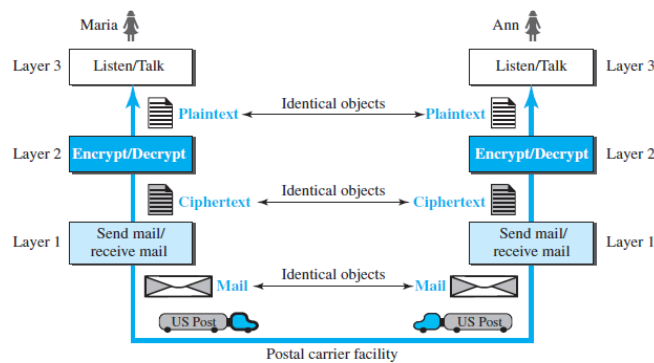 Maria
Ann
Layer 3
Listen/Talk
Listen/Talk
Layer 3
Plaintext
Identical objects
Plaintext
Layer 2
Encrypt/Decrypt
Encrypt/Decrypt
Layer 2
Ciphertext
Identical objects
Ciphertext
Layer 1
Send mail/
receive mail
Send mail/
receive mail
Layer 1
Mail
Identical objects
Mail
US Post
US Post
Postal carrier facility